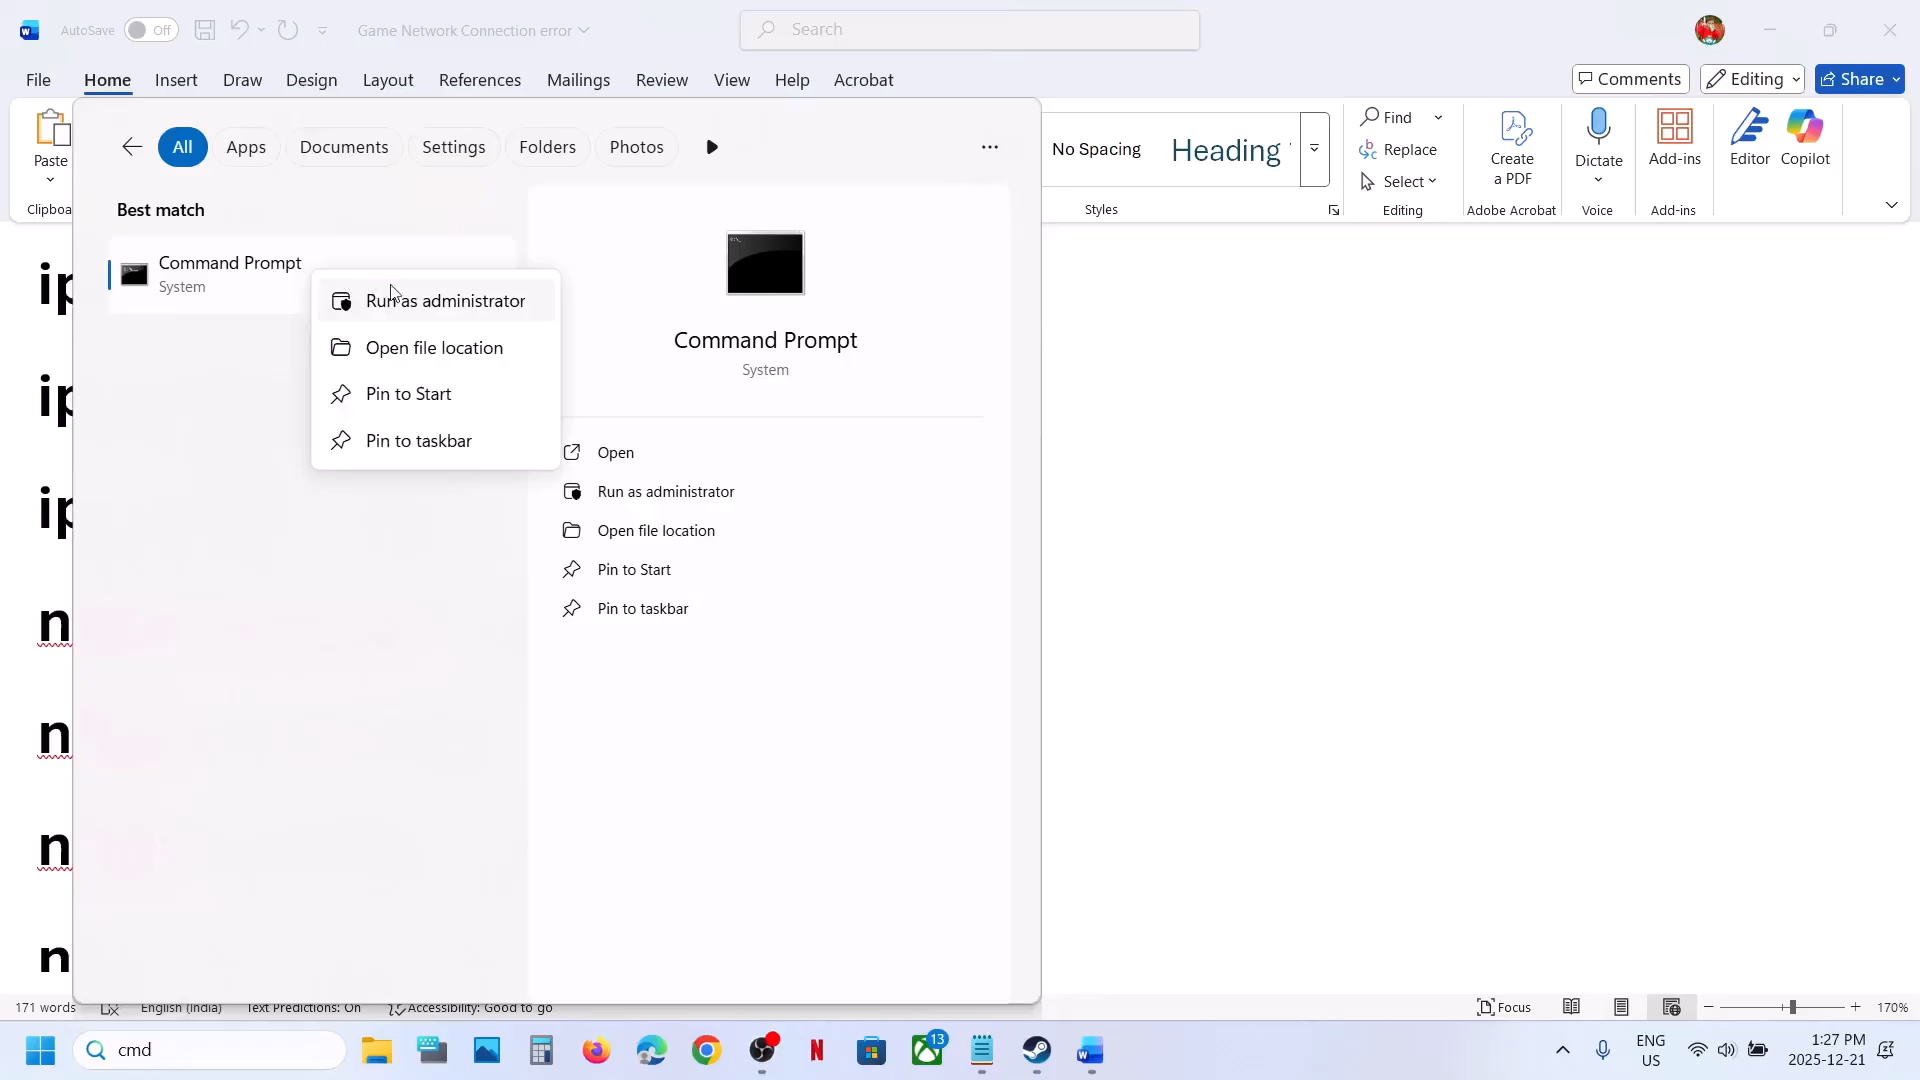 AutoSave Off Game Network Connection error Search
File Home Insert Draw Design Layout References Mailings Review View Help Acrobat Comments Editing Share
Paste
Clipboa
No Spacing Heading
Styles
Find
Replace
Select
Editing
Create
a PDF
Adobe Acrobat
Dictate
Voice
Add-ins
Add-ins
Editor
Copilot
All Apps Documents Settings Folders Photos
Best match
Command Prompt
System
Run as administrator
Open file location
Pin to Start
Pin to taskbar
Command Prompt
System
Open
Run as administrator
Open file location
Pin to Start
Pin to taskbar
ip
ip
ip
n
n
n
n
171 words English (India) Text Predictions: On Accessibility: Good to go Focus 170%
cmd
13
ENG
US
1:27 PM
2025-12-21